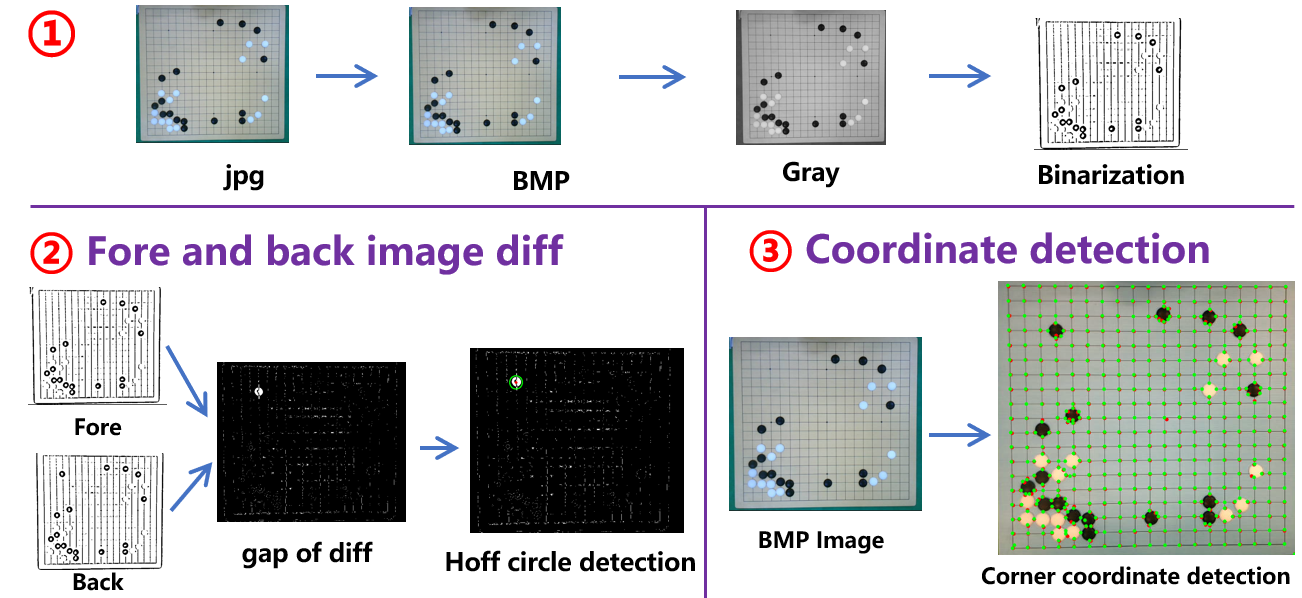 ①
jpg
BMP
Gray
Binarization
② Fore and back image diff
Fore
Back
gap of diff
Hoff circle detection
③ Coordinate detection
BMP Image
Corner coordinate detection